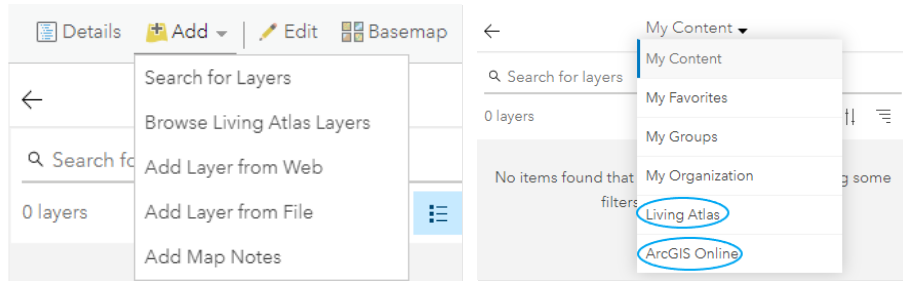 Details Add Edit Basemap
Search for Layers
Browse Living Atlas Layers
Add Layer from Web
Add Layer from File
Add Map Notes
Search fo
0 layers
My Content
My Content
My Favorites
My Groups
My Organization
Living Atlas
ArcGIS Online
Search for layers
0 layers
No items found that
g some
filters